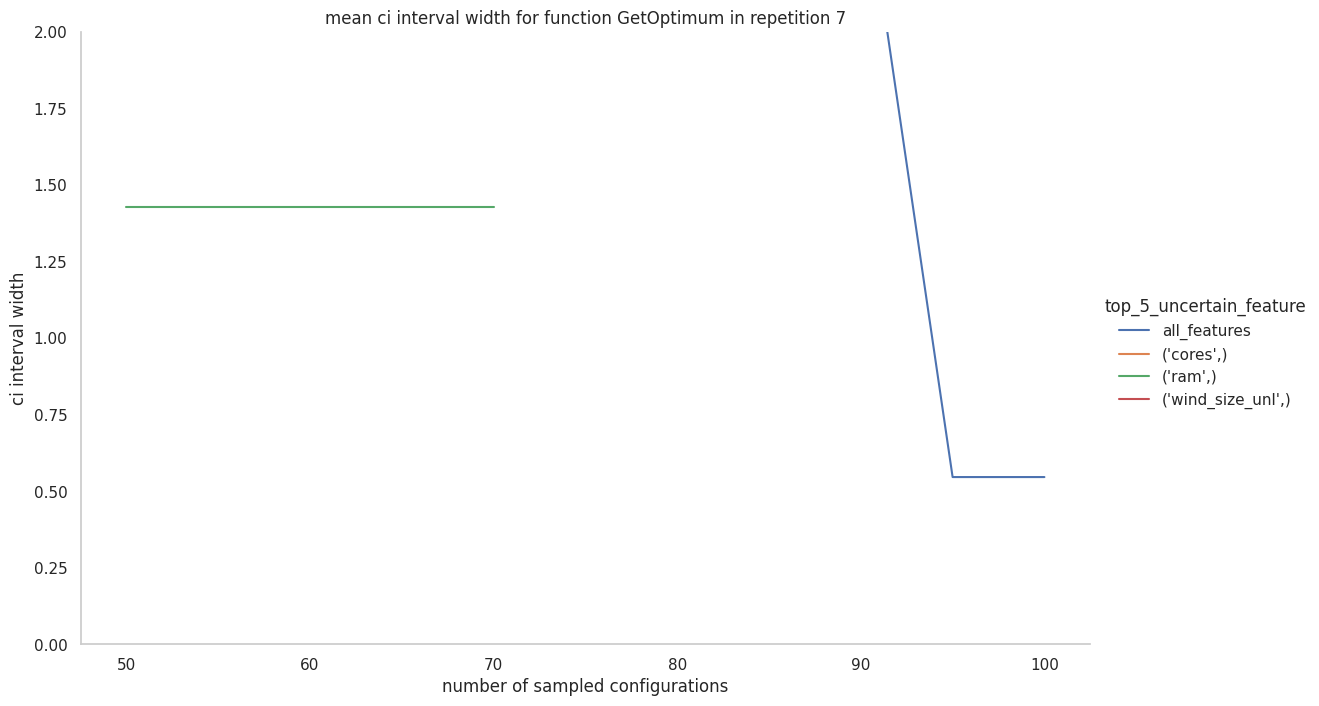 mean ci interval width for function GetOptimum in repetition 7
2.00
1.75
1.50
1.25
1.00
0.75
0.50
0.25
0.00
ci interval width
50 60 70 80 90 100
number of sampled configurations
top_5_uncertain_feature
all_features
('cores',)
('ram',)
('wind_size_unl',)